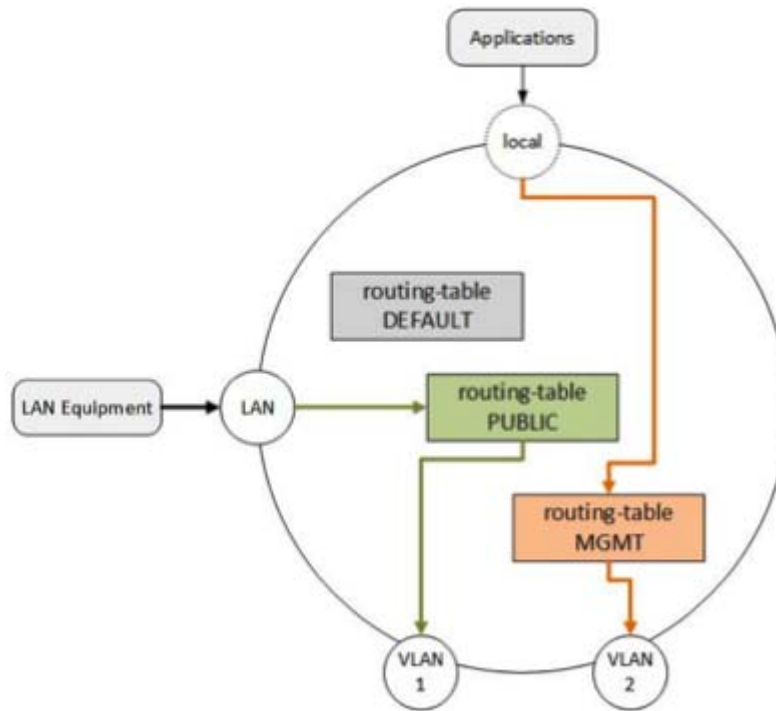 Applications
local
routing-table
DEFAULT
LAN Equipment
LAN
routing-table
PUBLIC
routing-table
MGMT
VLAN
1
VLAN
2